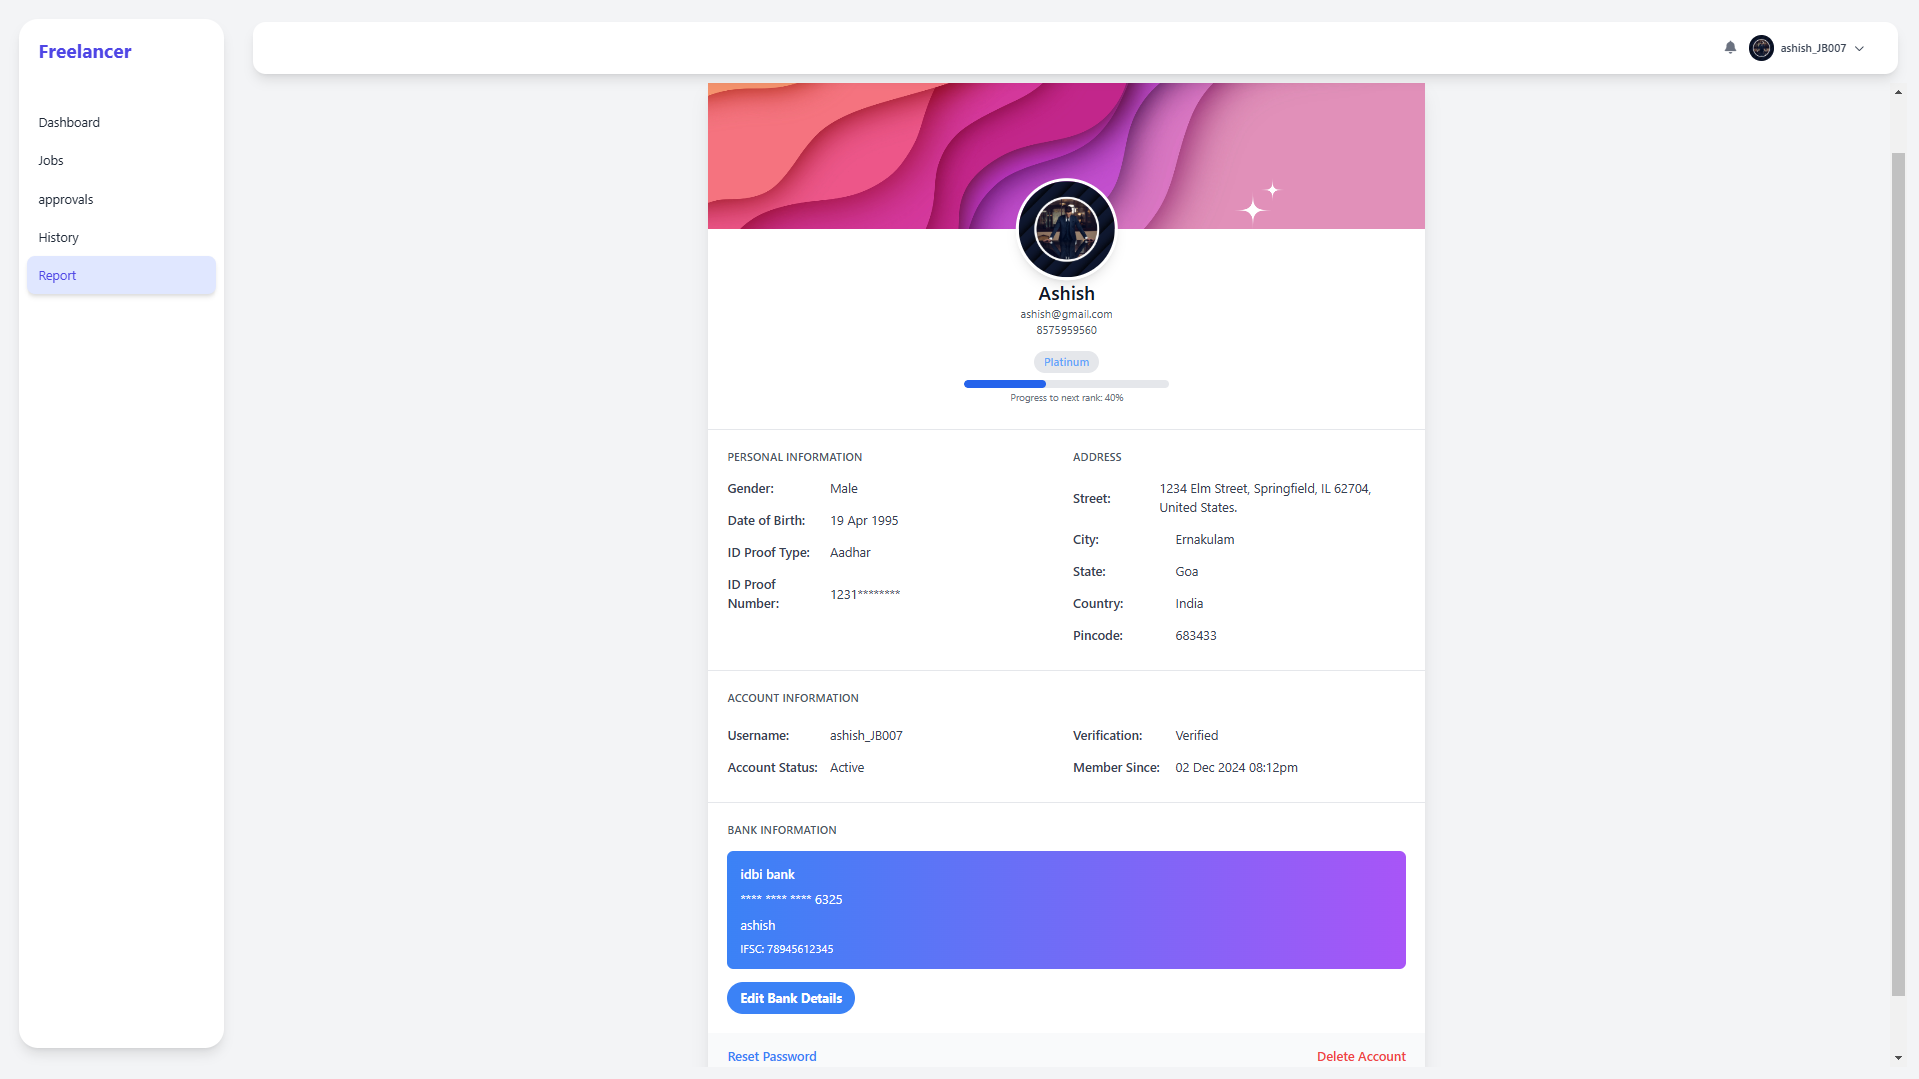 Freelancer
ashish_JB007
Dashboard
Jobs
approvals
History
Report
Ashish
ashish@gmail.com
8575959560
Platinum
Progress to next rank: 40%
PERSONAL INFORMATION
Gender: Male
Date of Birth: 19 Apr 1995
ID Proof Type: Aadhar
ID Proof
Number: 1231********
ADDRESS
Street: 1234 Elm Street, Springfield, IL 62704,
United States.
City: Ernakulam
State: Goa
Country: India
Pincode: 683433
ACCOUNT INFORMATION
Username: ashish_JB007
Account Status: Active
Verification: Verified
Member Since: 02 Dec 2024 08:12pm
BANK INFORMATION
idbi bank
**** **** **** 6325
ashish
IFSC: 78945612345
Edit Bank Details
Reset Password
Delete Account